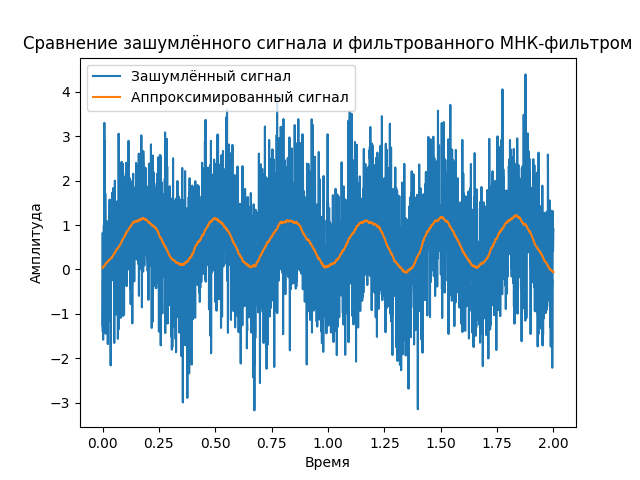 Сравнение зашумлённого сигнала и фильтрованного МНК-фильтром
Зашумлённый сигнал
Аппроксимированный сигнал
Амплитуда
4
3
2
1
0
−1
−2
−3
0.00 0.25 0.50 0.75 1.00 1.25 1.50 1.75 2.00
Время